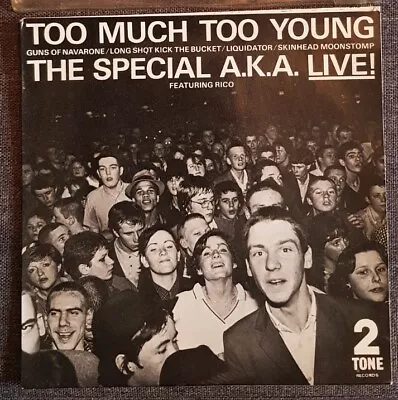 TOO MUCH TOO YOUNG
GUNS OF NAVARONE/LONG SHOT KICK THE BUCKET/LIQUIDATOR/SKINHEAD MOONSTOMP
THE SPECIAL A.K.A. LIVE!
FEATURING RICO
2
TONE
RECORDS